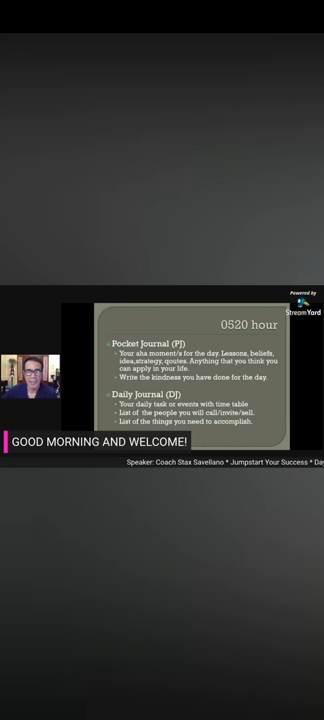 Powered by
StreamYard
0520 hour
Pocket Journal (PJ)
Your aha moment/s for the day. Lessons, beliefs,
idea,strategy, qoutes. Anything that you think you
can apply in your life.
Write the kindness you have done for the day.
Daily Journal (DJ)
Your daily task or events with time table
List of the people you will call/invite/sell.
List of the things you need to accomplish.
GOOD MORNING AND WELCOME!
Speaker: Coach Stax Savellano * Jumpstart Your Success * Da